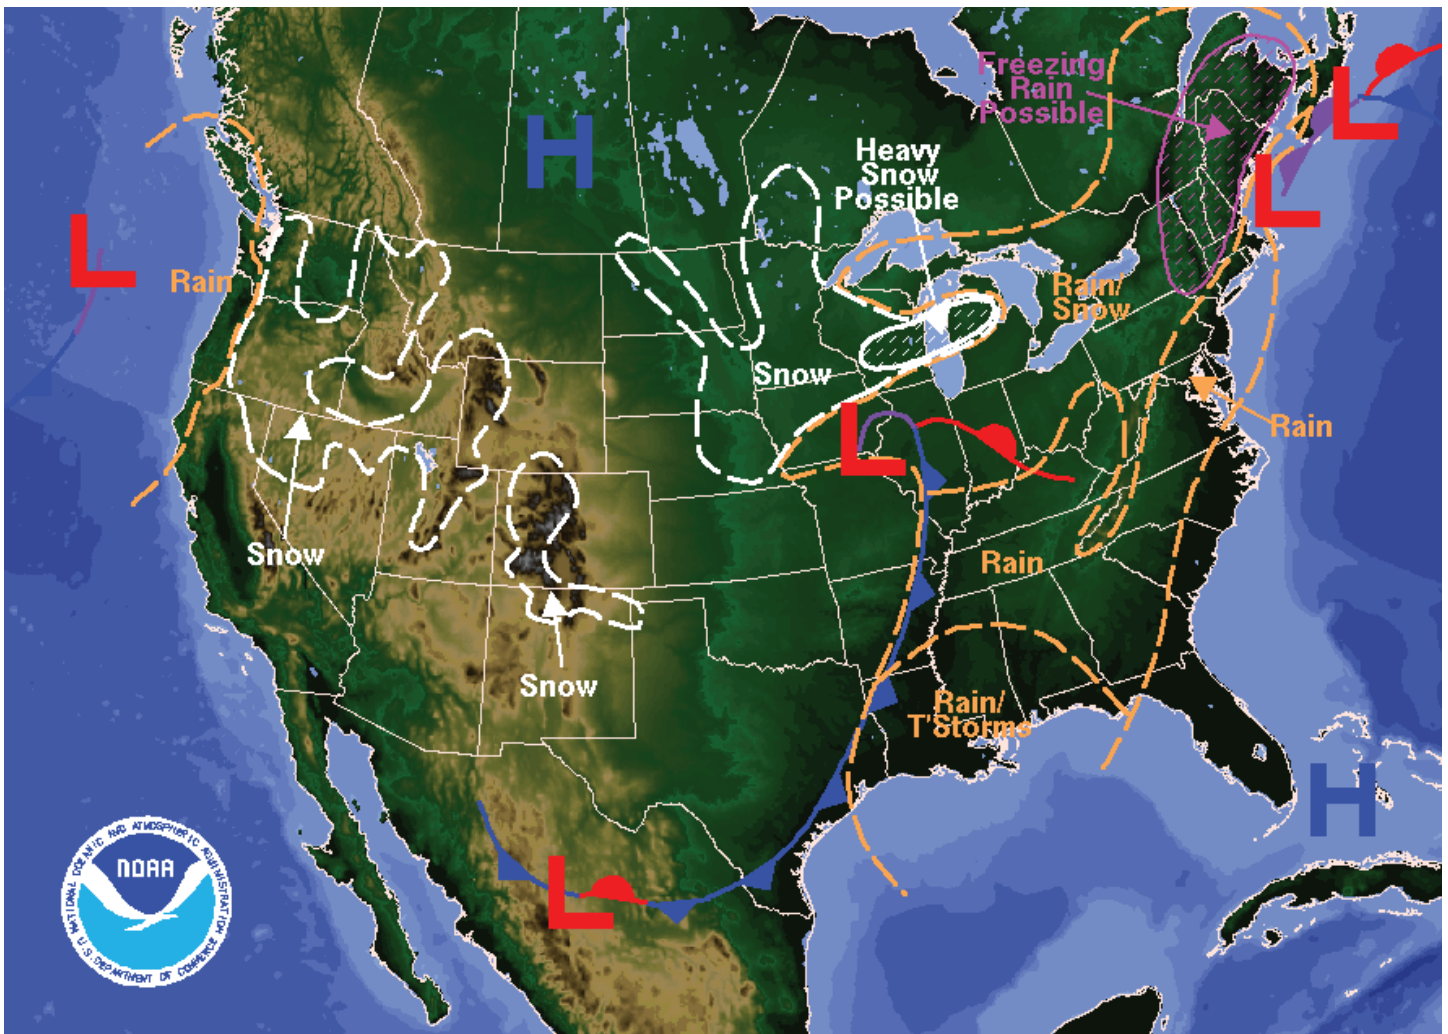 Freezing
Rain
Possible
L
H
Heavy
Snow
Possible
L
L
Rain
Rain/
Snow
Snow
L
Rain
Snow
Rain
Snow
Rain/
T'Storms
H
NATIONAL OCEANIC AND ATMOSPHERIC ADMINISTRATION
NOAA
U.S. DEPARTMENT OF COMMERCE
L